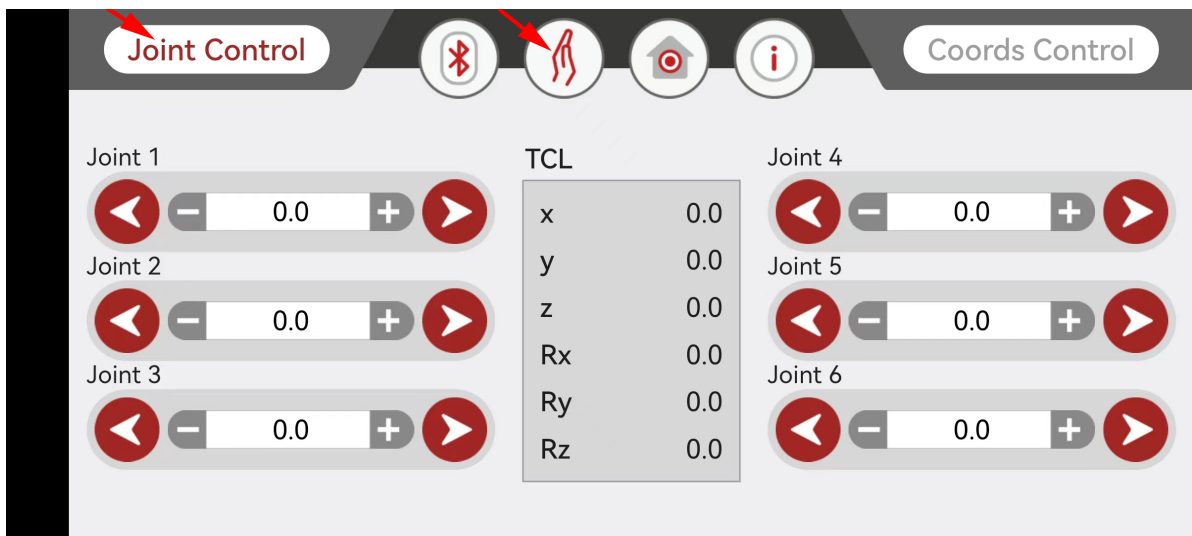 Joint Control
i
Coords Control
Joint 1
0.0
Joint 2
0.0
Joint 3
0.0
TCL
x 0.0
y 0.0
z 0.0
Rx 0.0
Ry 0.0
Rz 0.0
Joint 4
0.0
Joint 5
0.0
Joint 6
0.0